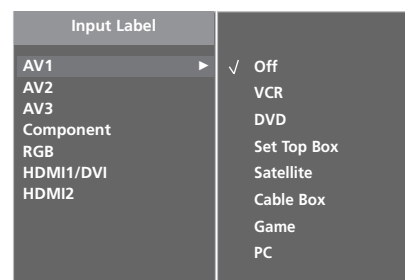 Input Label
AV1 ►
AV2
AV3
Component
RGB
HDMI1/DVI
HDMI2
√ Off
VCR
DVD
Set Top Box
Satellite
Cable Box
Game
PC